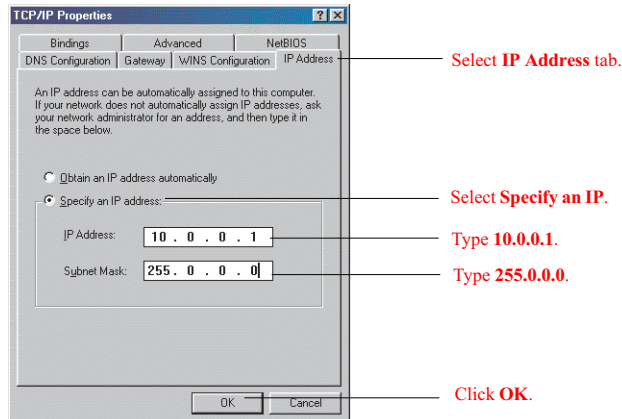 TCP/IP Properties
Bindings Advanced NetBIOS
DNS Configuration Gateway WINS Configuration IP Address
Select IP Address tab.
An IP address can be automatically assigned to this computer.
If your network does not automatically assign IP addresses, ask
your network administrator for an address, and then type it in
the space below.
Obtain an IP address automatically
Specify an IP address:
Select Specify an IP.
IP Address: 10 . 0 . 0 . 1
Type 10.0.0.1.
Subnet Mask: 255 . 0 . 0 . 0
Type 255.0.0.0.
OK Cancel
Click OK.